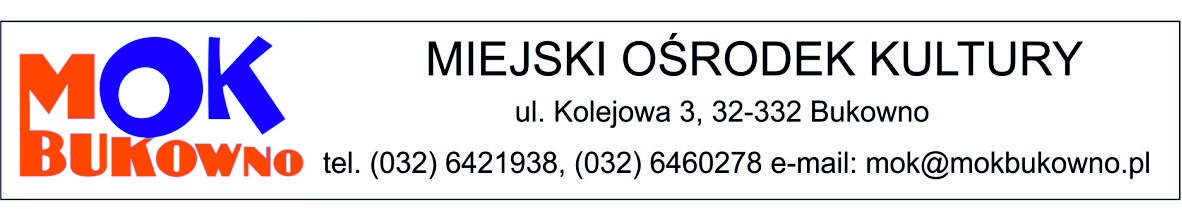 MOK
BUKOWNO
MIEJSKI OŚRODEK KULTURY
ul. Kolejowa 3, 32-332 Bukowno
tel. (032) 6421938, (032) 6460278 e-mail: mok@mokbukowno.pl